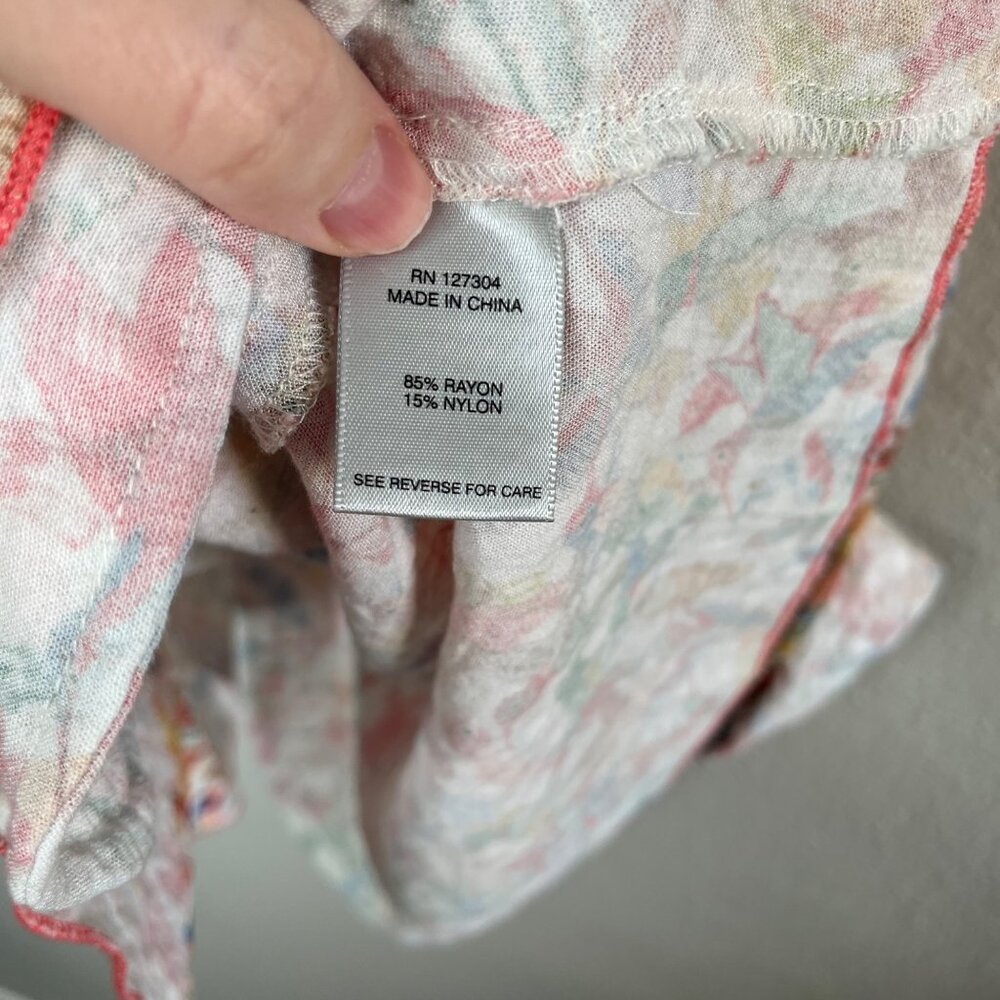 RN 127304
MADE IN CHINA
85% RAYON
15% NYLON
SEE REVERSE FOR CARE